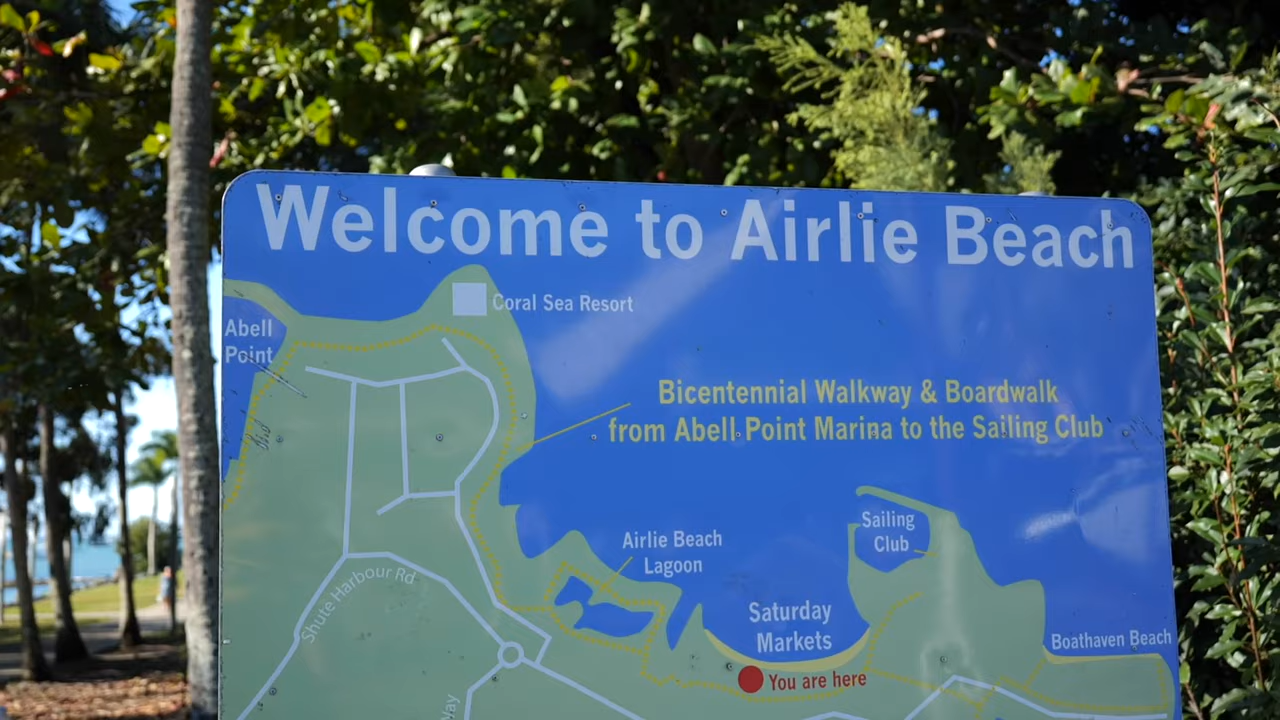 Welcome to Airlie Beach
Coral Sea Resort
Abell
Point
Bicentennial Walkway & Boardwalk
from Abell Point Marina to the Sailing Club
Sailing
Club
Airlie Beach
Lagoon
Shute Harbour Rd
Saturday
Markets
Boathaven Beach
You are here